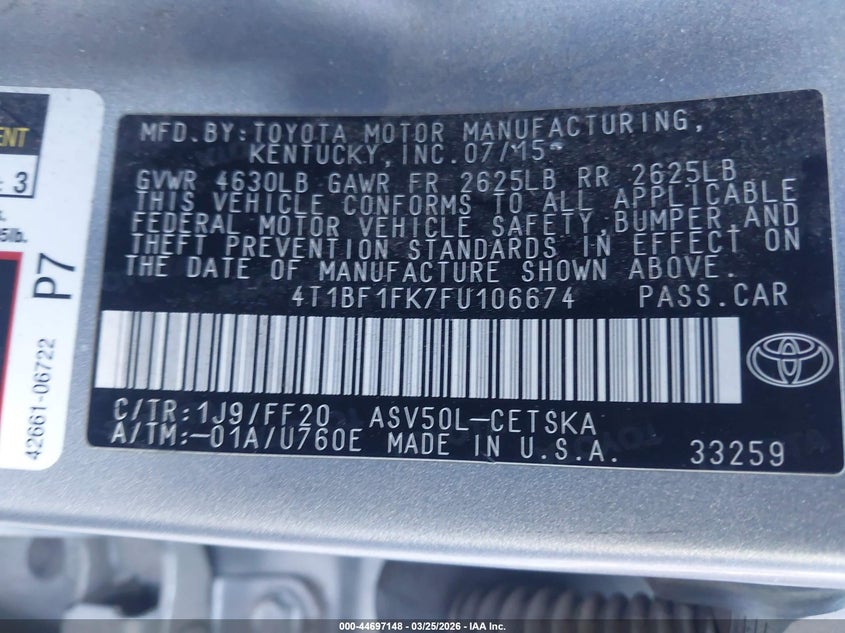 ENT
: 3
s.
5lb.
P7
42661-06722
MFD.BY:TOYOTA MOTOR MANUFACTURING,
KENTUCKY,INC.07/15
GVWR 4630LB GAWR FR 2625LB RR 2625LB
THIS VEHICLE CONFORMS TO ALL APPLICABLE
FEDERAL MOTOR VEHICLE SAFETY,BUMPER,AND
THEFT PREVENTION STANDARDS IN EFFECT ON
THE DATE OF MANUFACTURE SHOWN ABOVE.
4T1BF1FK7FU106674 PASS.CAR
C/TR:1J9/FF20 ASV50L-CETSKA
A/TM:-01A/U760E MADE IN U.S.A. 33259
000-44697148 - 03/25/2026 - IAA Inc.